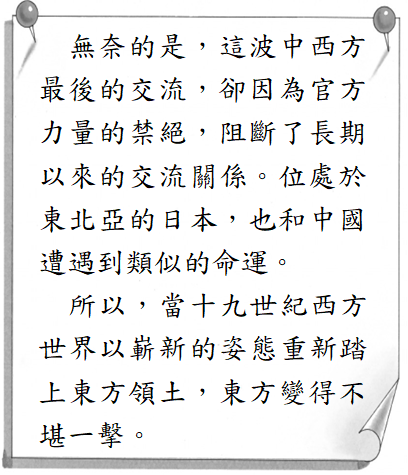 無奈的是，這波中西方
最後的交流，卻因為官方
力量的禁絕，阻斷了長期
以來的交流關係。位處於
東北亞的日本，也和中國
遭遇到類似的命運。
所以，當十九世紀西方
世界以嶄新的姿態重新踏
上東方領土，東方變得不
堪一擊。